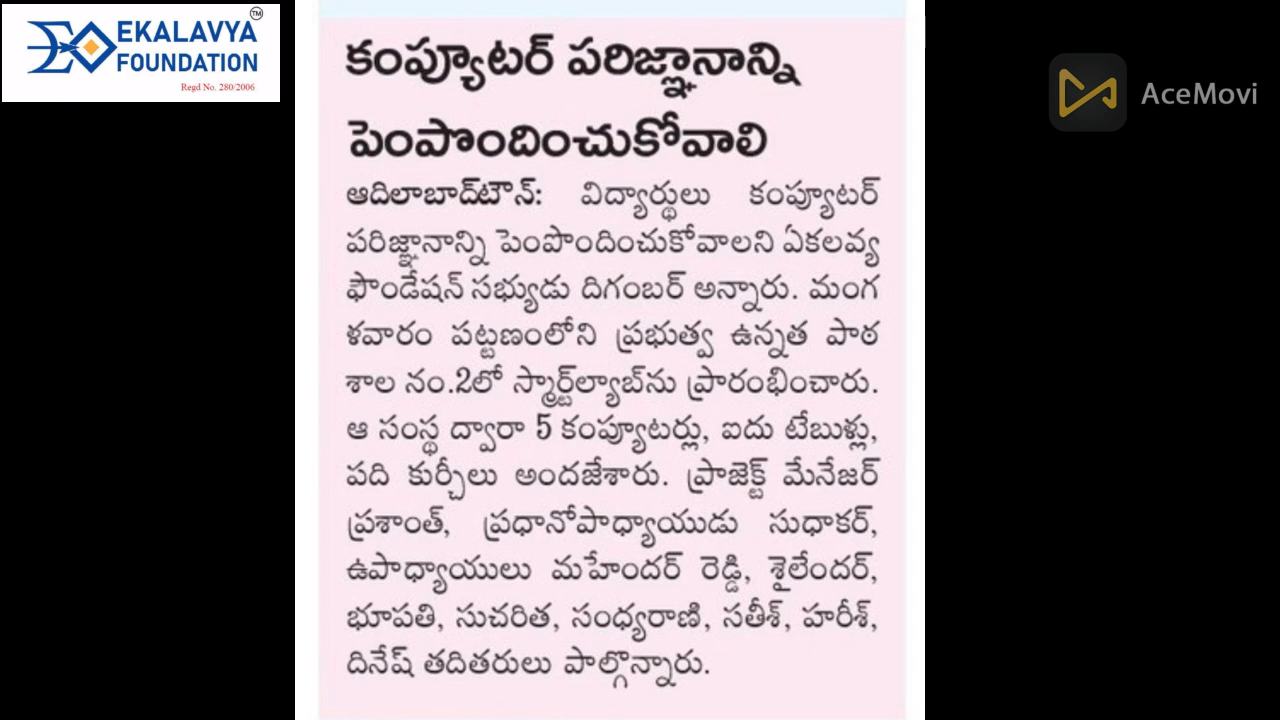 EKALAVYA
FOUNDATION
TM
Regd No. 280/2006
AceMovi
కంప్యూటర్ పరిజ్ఞానాన్ని
పెంపొందించుకోవాలి
ఆదిలాబాద్‌టౌన్: విద్యార్థులు కంప్యూటర్
పరిజ్ఞానాన్ని పెంపొందించుకోవాలని ఏకలవ్య
ఫౌండేషన్ సభ్యుడు దిగంబర్ అన్నారు. మంగ
ళవారం పట్టణంలోని ప్రభుత్వ ఉన్నత పాఠ
శాల నం.2లో స్మార్ట్‌ల్యాబ్‌ను ప్రారంభించారు.
ఆ సంస్థ ద్వారా 5 కంప్యూటర్లు, ఐదు టేబుళ్లు,
పది కుర్చీలు అందజేశారు. ప్రాజెక్ట్ మేనేజర్
ప్రశాంత్, ప్రధానోపాధ్యాయుడు సుధాకర్,
ఉపాధ్యాయులు మహేందర్ రెడ్డి, శైలేందర్,
భూపతి, సుచరిత, సంధ్యరాణి, సతీశ్, హరీశ్,
దినేష్ తదితరులు పాల్గొన్నారు.